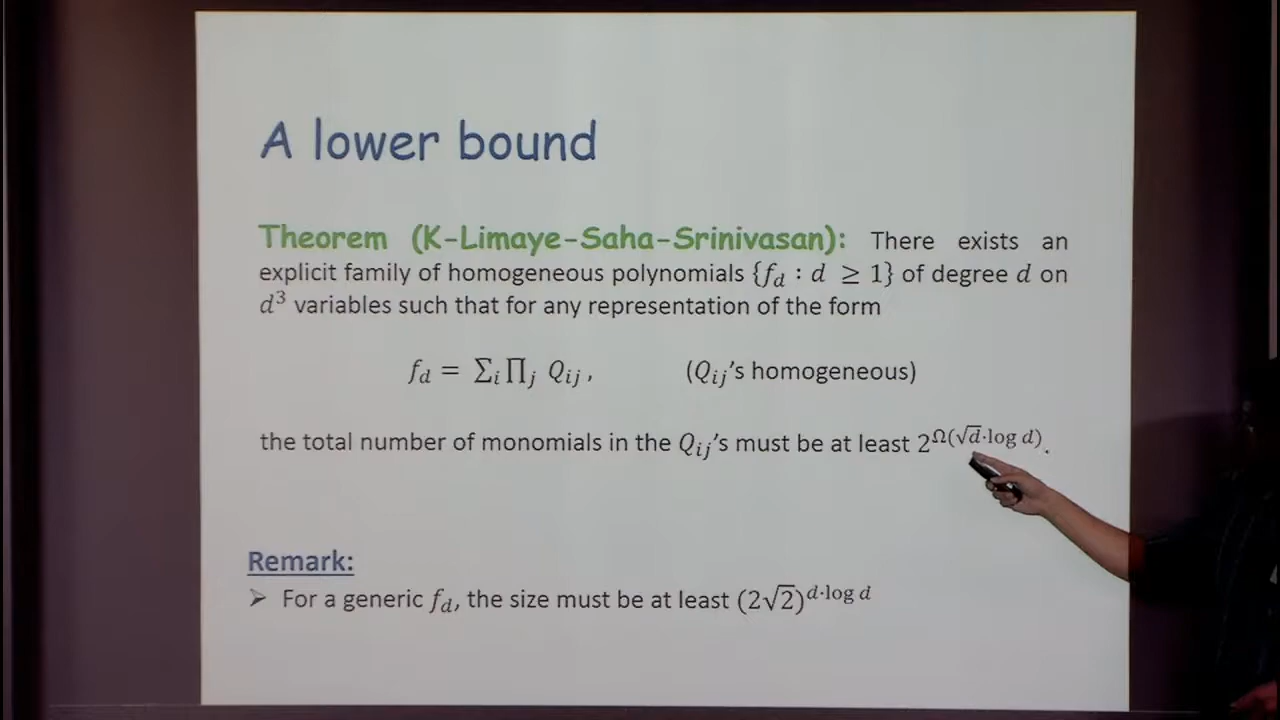 A lower bound
Theorem (K-Limaye-Saha-Srinivasan): There exists an
explicit family of homogeneous polynomials {f_d : d ≥ 1} of degree d on
d³ variables such that for any representation of the form
f_d = ∑_i ∏_j Q_ij , (Q_ij's homogeneous)
the total number of monomials in the Q_ij's must be at least 2^Ω(√d·log d).
Remark:
➢ For a generic f_d, the size must be at least (2√2)^d·log d